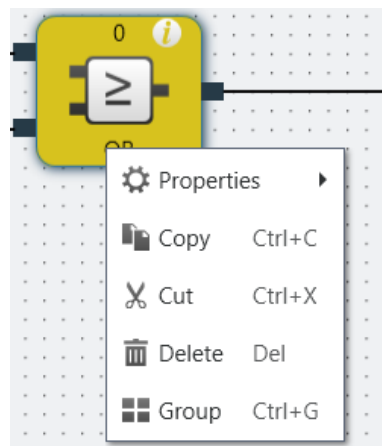 0 i
≥
OR
Properties
Copy Ctrl+C
Cut Ctrl+X
Delete Del
Group Ctrl+G